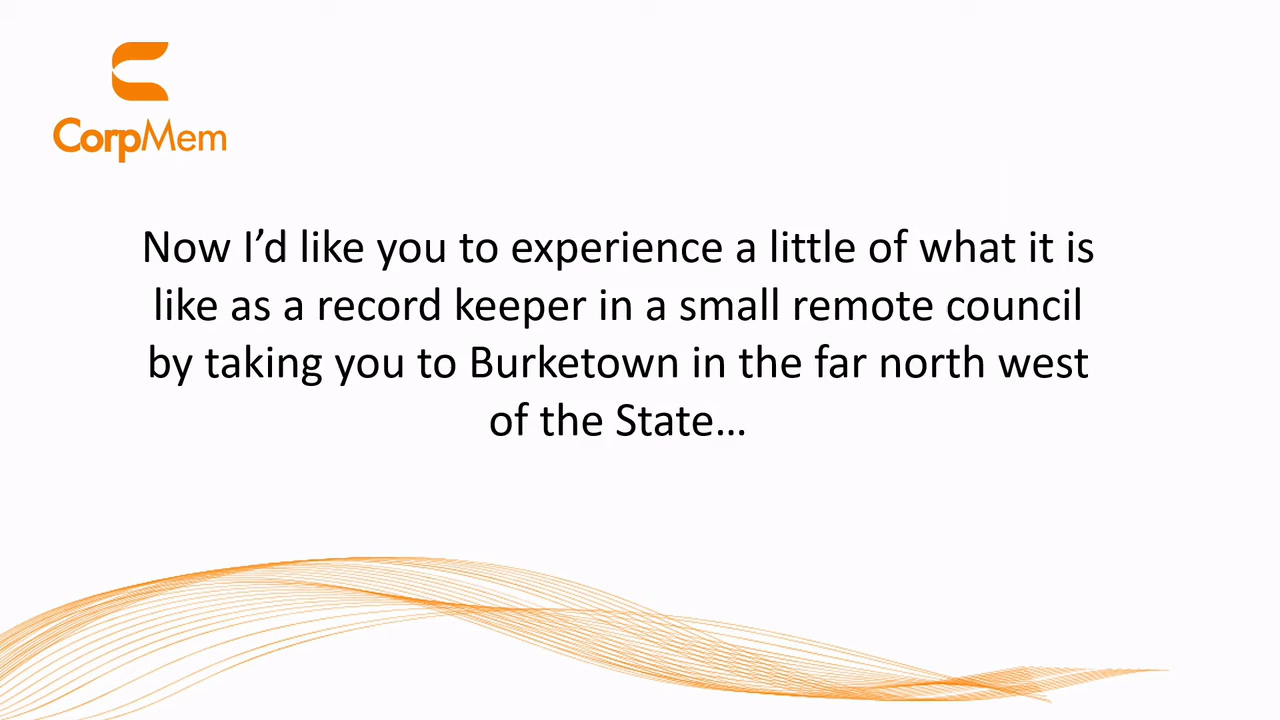 CorpMem
Now I’d like you to experience a little of what it is
like as a record keeper in a small remote council
by taking you to Burketown in the far north west
of the State…